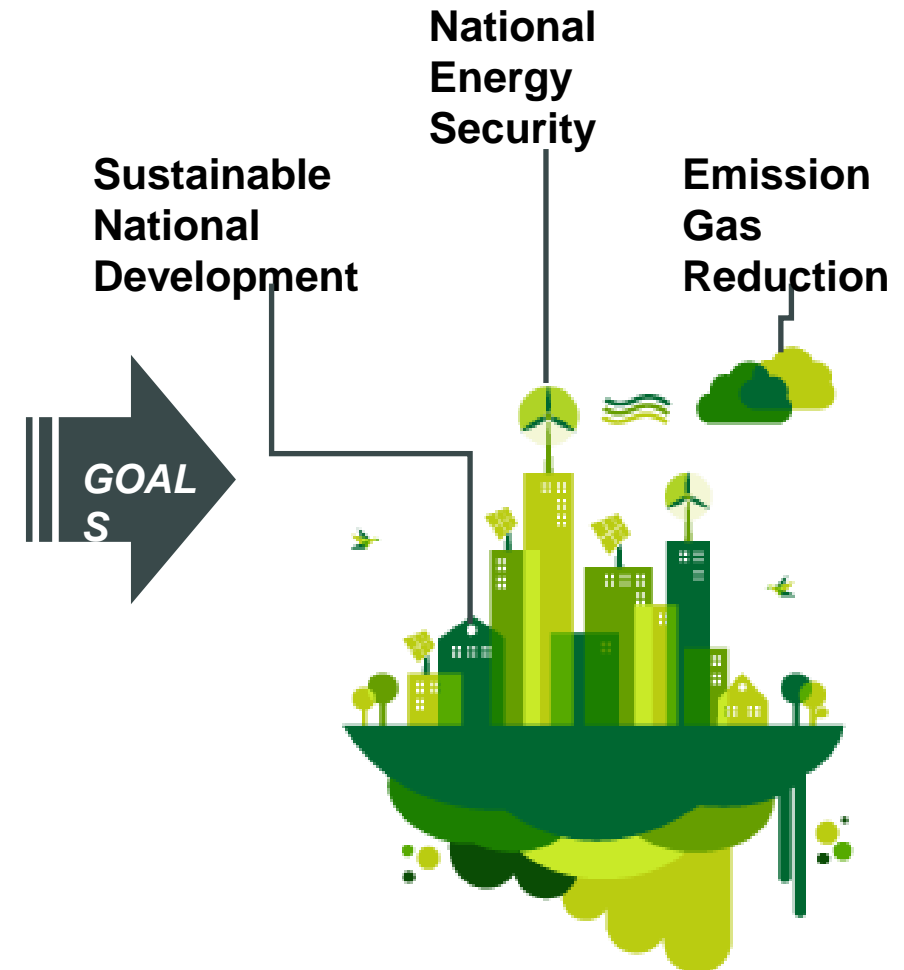 National
Energy
Security
Sustainable
National
Development
Emission
Gas
Reduction
GOAL
S